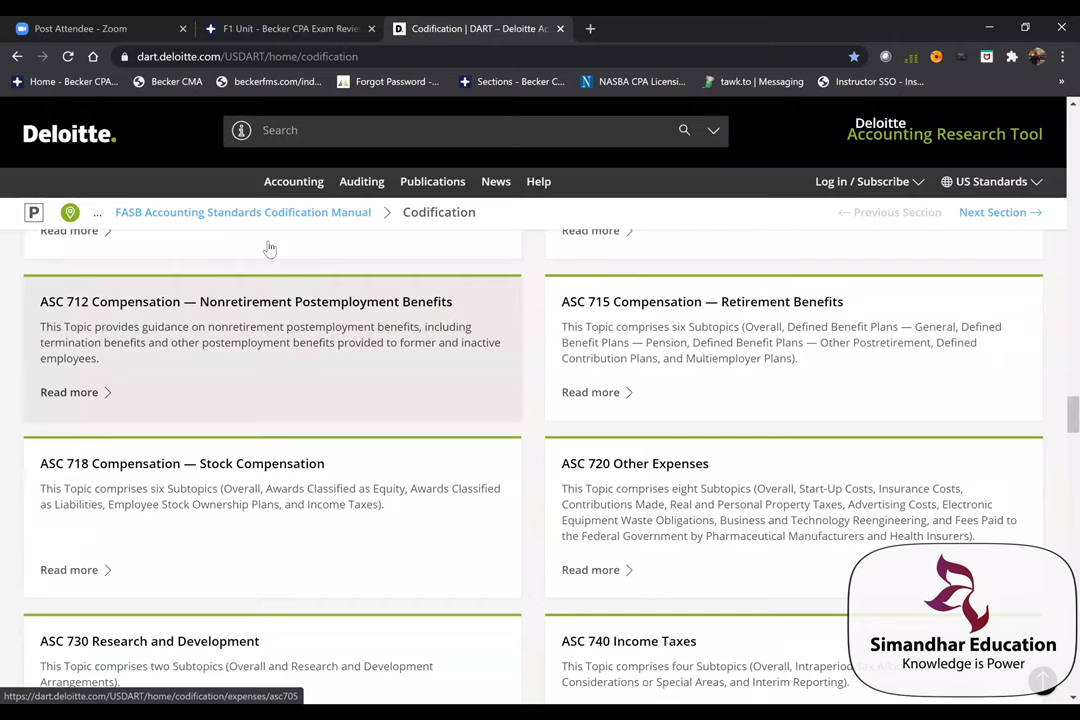 Post Attendee - Zoom
F1 Unit - Becker CPA Exam Revie
Codification | DART – Deloitte Ac
dart.deloitte.com/USDART/home/codification
Home - Becker CPA...
Becker CMA
beckerfms.com/ind...
Forgot Password -...
Sections - Becker C...
NASBA CPA Licensi...
tawk.to | Messaging
Instructor SSO - Ins...
»
Deloitte.
Search
Deloitte
Accounting Research Tool
Accounting
Auditing
Publications
News
Help
Log in / Subscribe
US Standards
P
...
FASB Accounting Standards Codification Manual
Codification
Previous Section
Next Section
Read more
Read more
ASC 712 Compensation — Nonretirement Postemployment Benefits
This Topic provides guidance on nonretirement postemployment benefits, including
termination benefits and other postemployment benefits provided to former and inactive
employees.
Read more
ASC 715 Compensation — Retirement Benefits
This Topic comprises six Subtopics (Overall, Defined Benefit Plans — General, Defined
Benefit Plans — Pension, Defined Benefit Plans — Other Postretirement, Defined
Contribution Plans, and Multiemployer Plans).
Read more
ASC 718 Compensation — Stock Compensation
This Topic comprises six Subtopics (Overall, Awards Classified as Equity, Awards Classified
as Liabilities, Employee Stock Ownership Plans, and Income Taxes).
Read more
ASC 720 Other Expenses
This Topic comprises eight Subtopics (Overall, Start-Up Costs, Insurance Costs,
Contributions Made, Real and Personal Property Taxes, Advertising Costs, Electronic
Equipment Waste Obligations, Business and Technology Reengineering, and Fees Paid to
the Federal Government by Pharmaceutical Manufacturers and Health Insurers).
Read more
ASC 730 Research and Development
This Topic comprises two Subtopics (Overall and Research and Development
Arrangements).
ASC 740 Income Taxes
This Topic comprises four Subtopics (Overall, Intraperiod Tax
Considerations or Special Areas, and Interim Reporting).
Simandhar Education
Knowledge is Power
https://dart.deloitte.com/USDART/home/codification/expenses/asc705